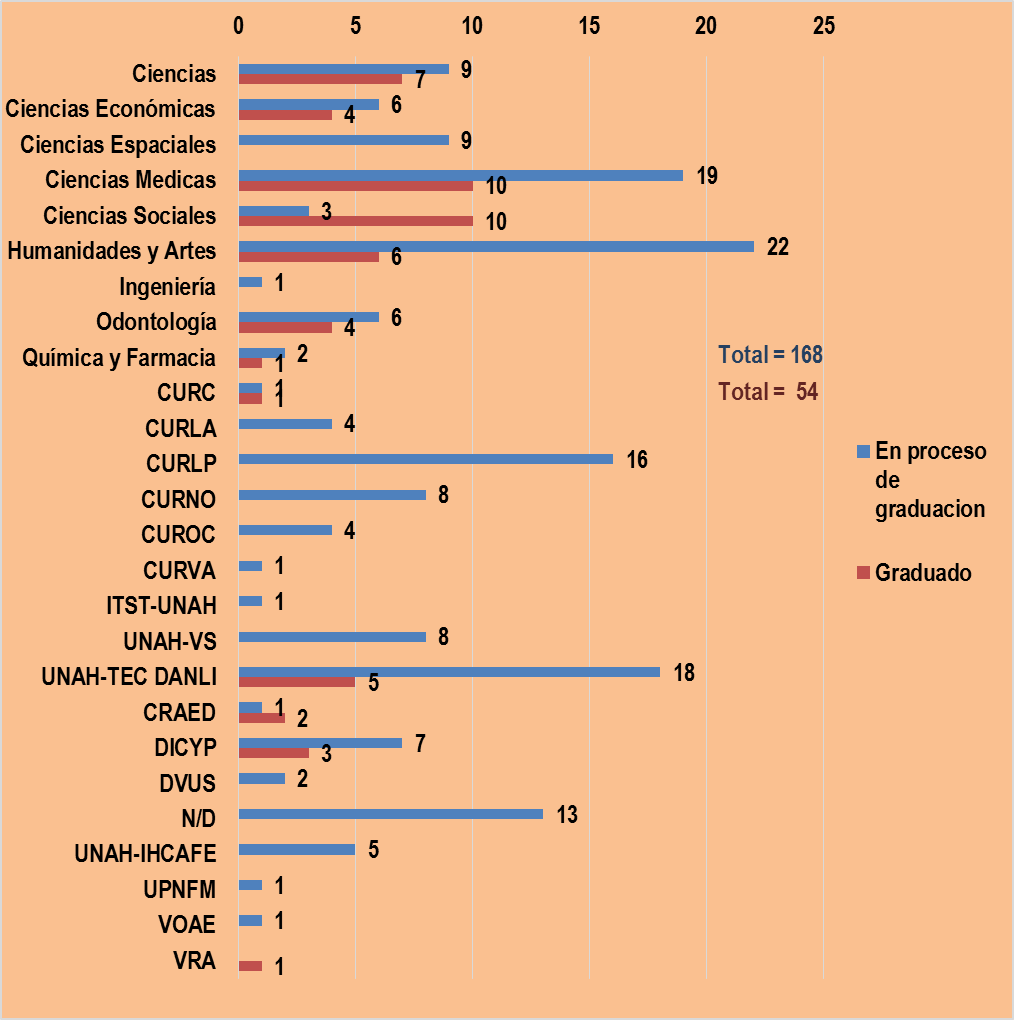 0 5 10 15 20 25
Ciencias 9
7
Ciencias Económicas 6
4
Ciencias Espaciales 9
Ciencias Medicas 19
10
Ciencias Sociales 3
10
Humanidades y Artes 22
6
Ingeniería 1
Odontología 6
4
Química y Farmacia 2
1
Total = 168
CURC 1
1
Total = 54
CURLA 4
CURLP 16
CURNO 8
CUROC 4
CURVA 1
ITST-UNAH 1
UNAH-VS 8
UNAH-TEC DANLI 18
5
CRAED 1
2
DICYP 7
3
DVUS 2
N/D 13
UNAH-IHCAFE 5
UPNFM 1
VOAE 1
VRA 1
En proceso
de
graduacion
Graduado